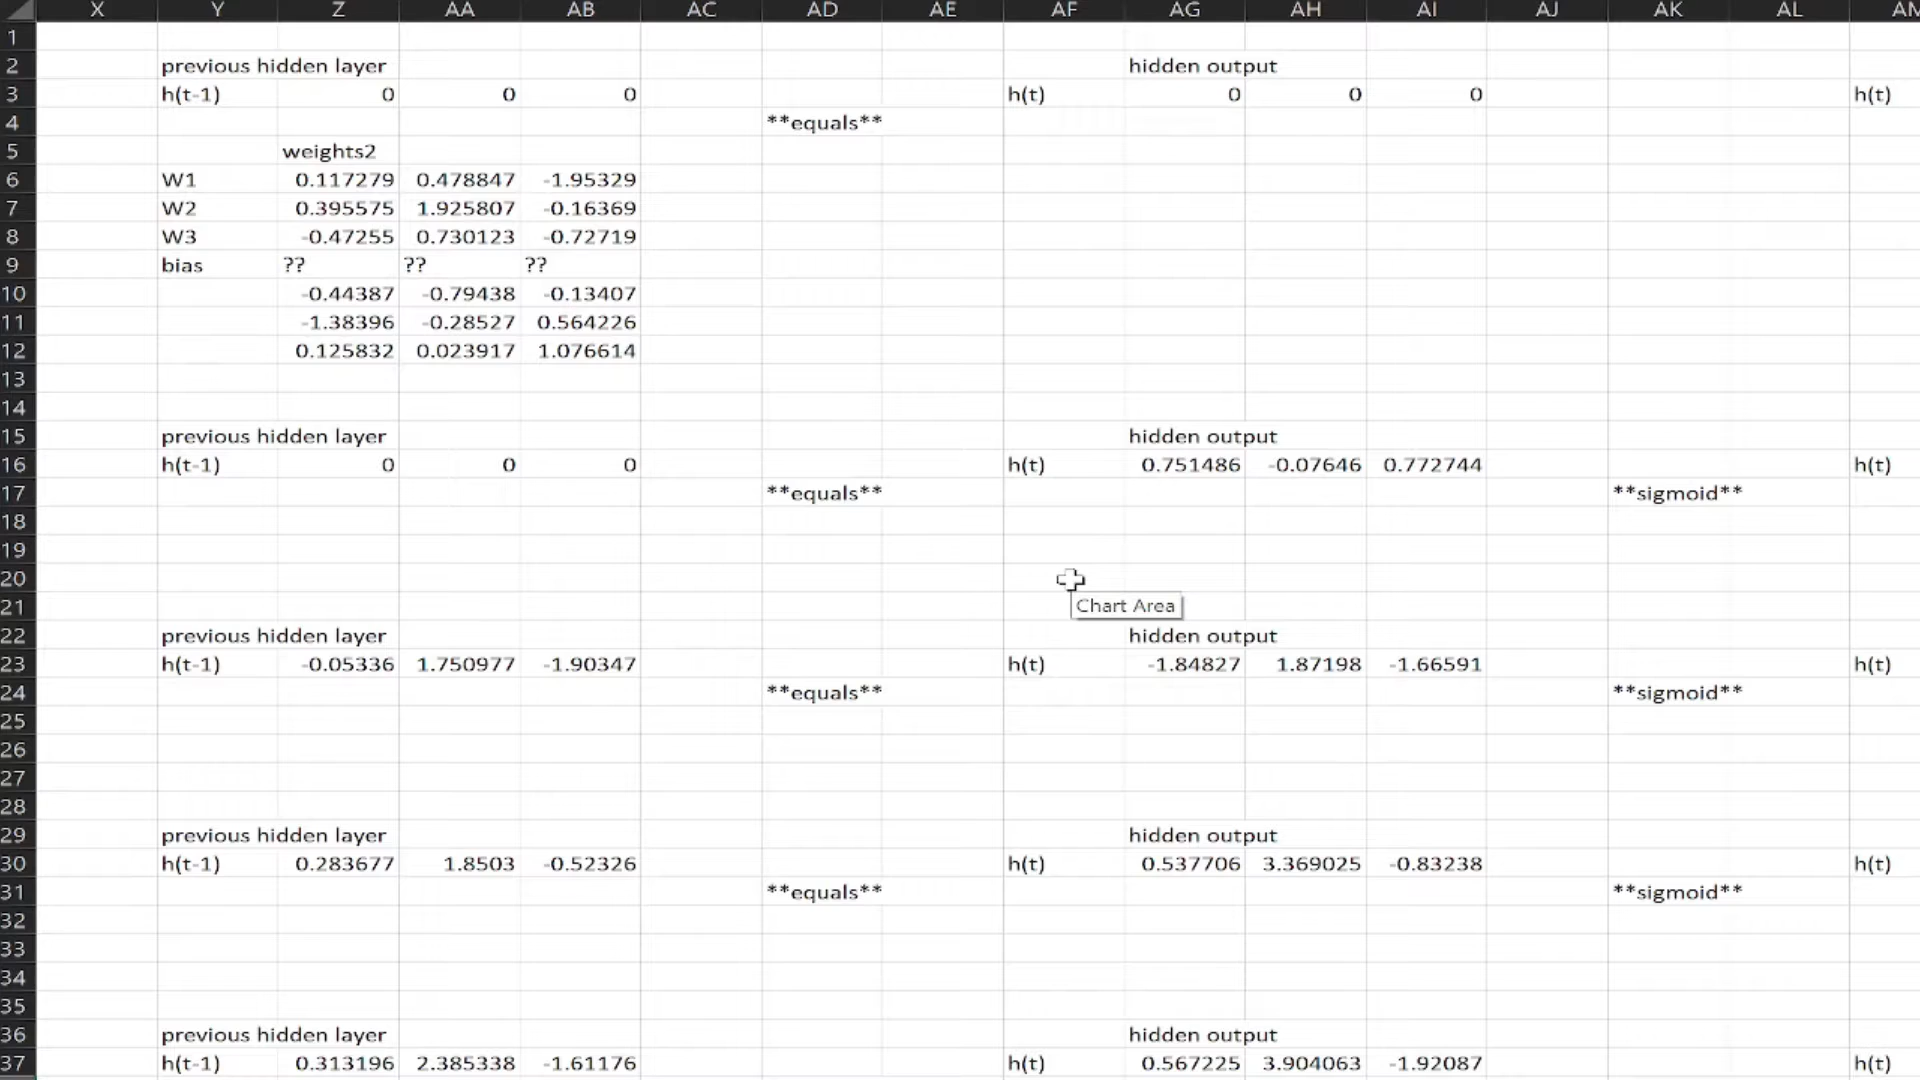 X Y Z AA AB AC AD AE AF AG AH AI AJ AK AL AM
1
2 previous hidden layer hidden output
3 h(t-1) 0 0 0 h(t) 0 0 0 h(t)
4 **equals**
5 weights2
6 W1 0.117279 0.478847 -1.95329
7 W2 0.395575 1.925807 -0.16369
8 W3 -0.47255 0.730123 -0.72719
9 bias ?? ?? ??
10 -0.44387 -0.79438 -0.13407
11 -1.38396 -0.28527 0.564226
12 0.125832 0.023917 1.076614
13
14
15 previous hidden layer hidden output
16 h(t-1) 0 0 0 h(t) 0.751486 -0.07646 0.772744 h(t)
17 **equals** **sigmoid**
18
19
20
Chart Area
21
22 previous hidden layer hidden output
23 h(t-1) -0.05336 1.750977 -1.90347 h(t) -1.84827 1.87198 -1.66591 h(t)
24 **equals** **sigmoid**
25
26
27
28
29 previous hidden layer hidden output
30 h(t-1) 0.283677 1.8503 -0.52326 h(t) 0.537706 3.369025 -0.83238 h(t)
31 **equals** **sigmoid**
32
33
34
35
36 previous hidden layer hidden output
37 h(t-1) 0.313196 2.385338 -1.61176 h(t) 0.567225 3.904063 -1.92087 h(t)